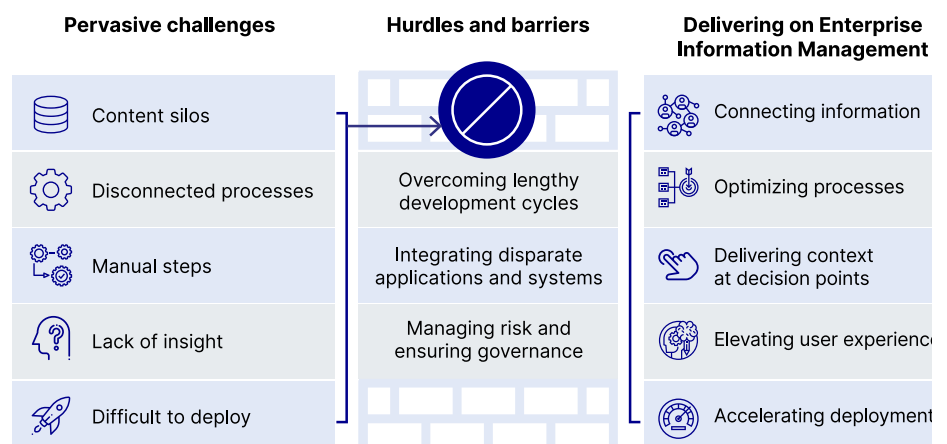 Pervasive challenges
Content silos
Disconnected processes
Manual steps
Lack of insight
Difficult to deploy
Hurdles and barriers
Overcoming lengthy
development cycles
Integrating disparate
applications and systems
Managing risk and
ensuring governance
Delivering on Enterprise
Information Management
Connecting information
Optimizing processes
Delivering context
at decision points
Elevating user experience
Accelerating deployment